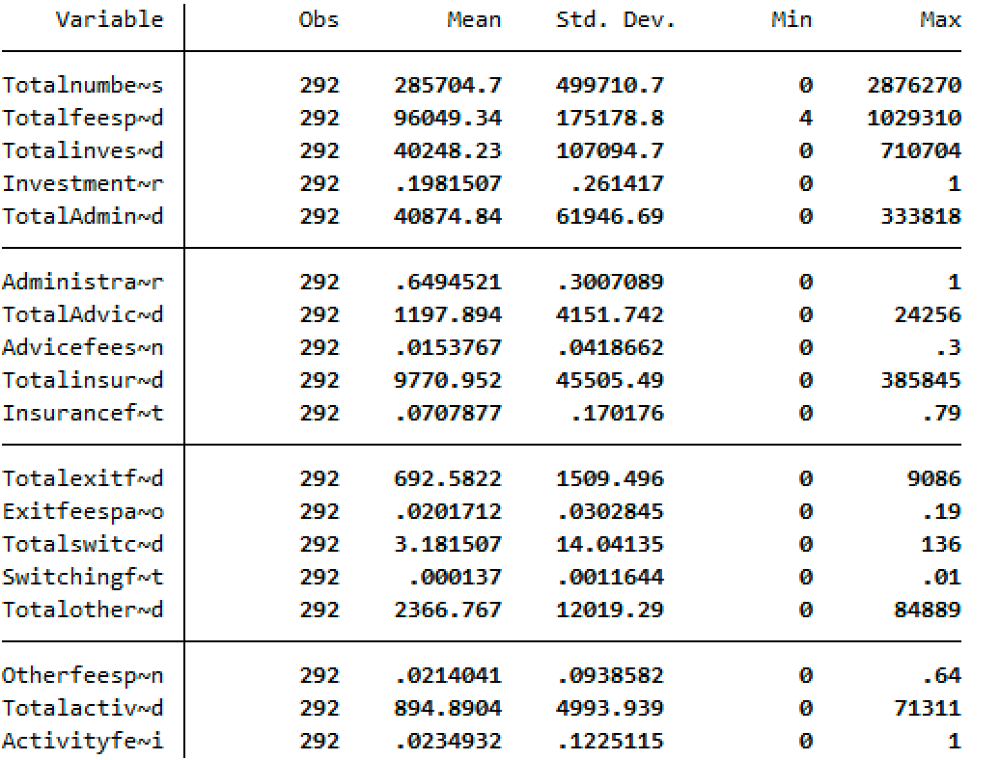 Variable Obs Mean Std. Dev. Min Max
Totalnumbe~s 292 285704.7 499710.7 0 2876270
Totalfeesp~d 292 96049.34 175178.8 4 1029310
Totalinves~d 292 40248.23 107094.7 0 710704
Investment~r 292 .1981507 .261417 0 1
TotalAdmin~d 292 40874.84 61946.69 0 333818
Administra~r 292 .6494521 .3007089 0 1
TotalAdvic~d 292 1197.894 4151.742 0 24256
Advicefees~n 292 .0153767 .0418662 0 .3
Totalinsur~d 292 9770.952 45505.49 0 385845
Insurancef~t 292 .0707877 .170176 0 .79
Totalexitf~d 292 692.5822 1509.496 0 9086
Exitfeespa~o 292 .0201712 .0302845 0 .19
Totalswitc~d 292 3.181507 14.04135 0 136
Switchingf~t 292 .000137 .0011644 0 .01
Totalother~d 292 2366.767 12019.29 0 84889
Otherfeesp~n 292 .0214041 .0938582 0 .64
Totalactiv~d 292 894.8904 4993.939 0 71311
Activityfe~i 292 .0234932 .1225115 0 1